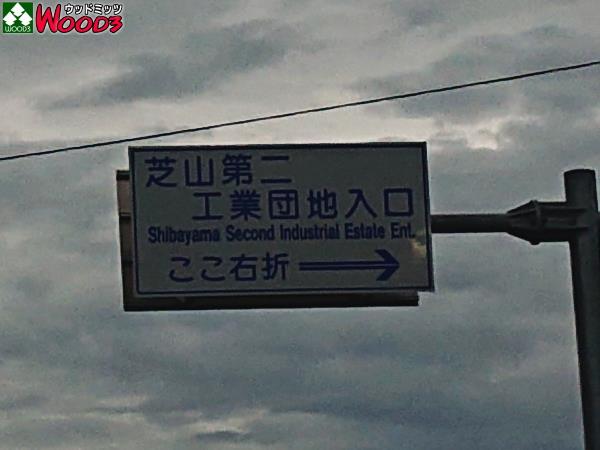 ウッドミッツ
WOOD3
WOOD3
芝山第二
工業団地入口
Shibayama Second Industrial Estate Ent.
ここ右折